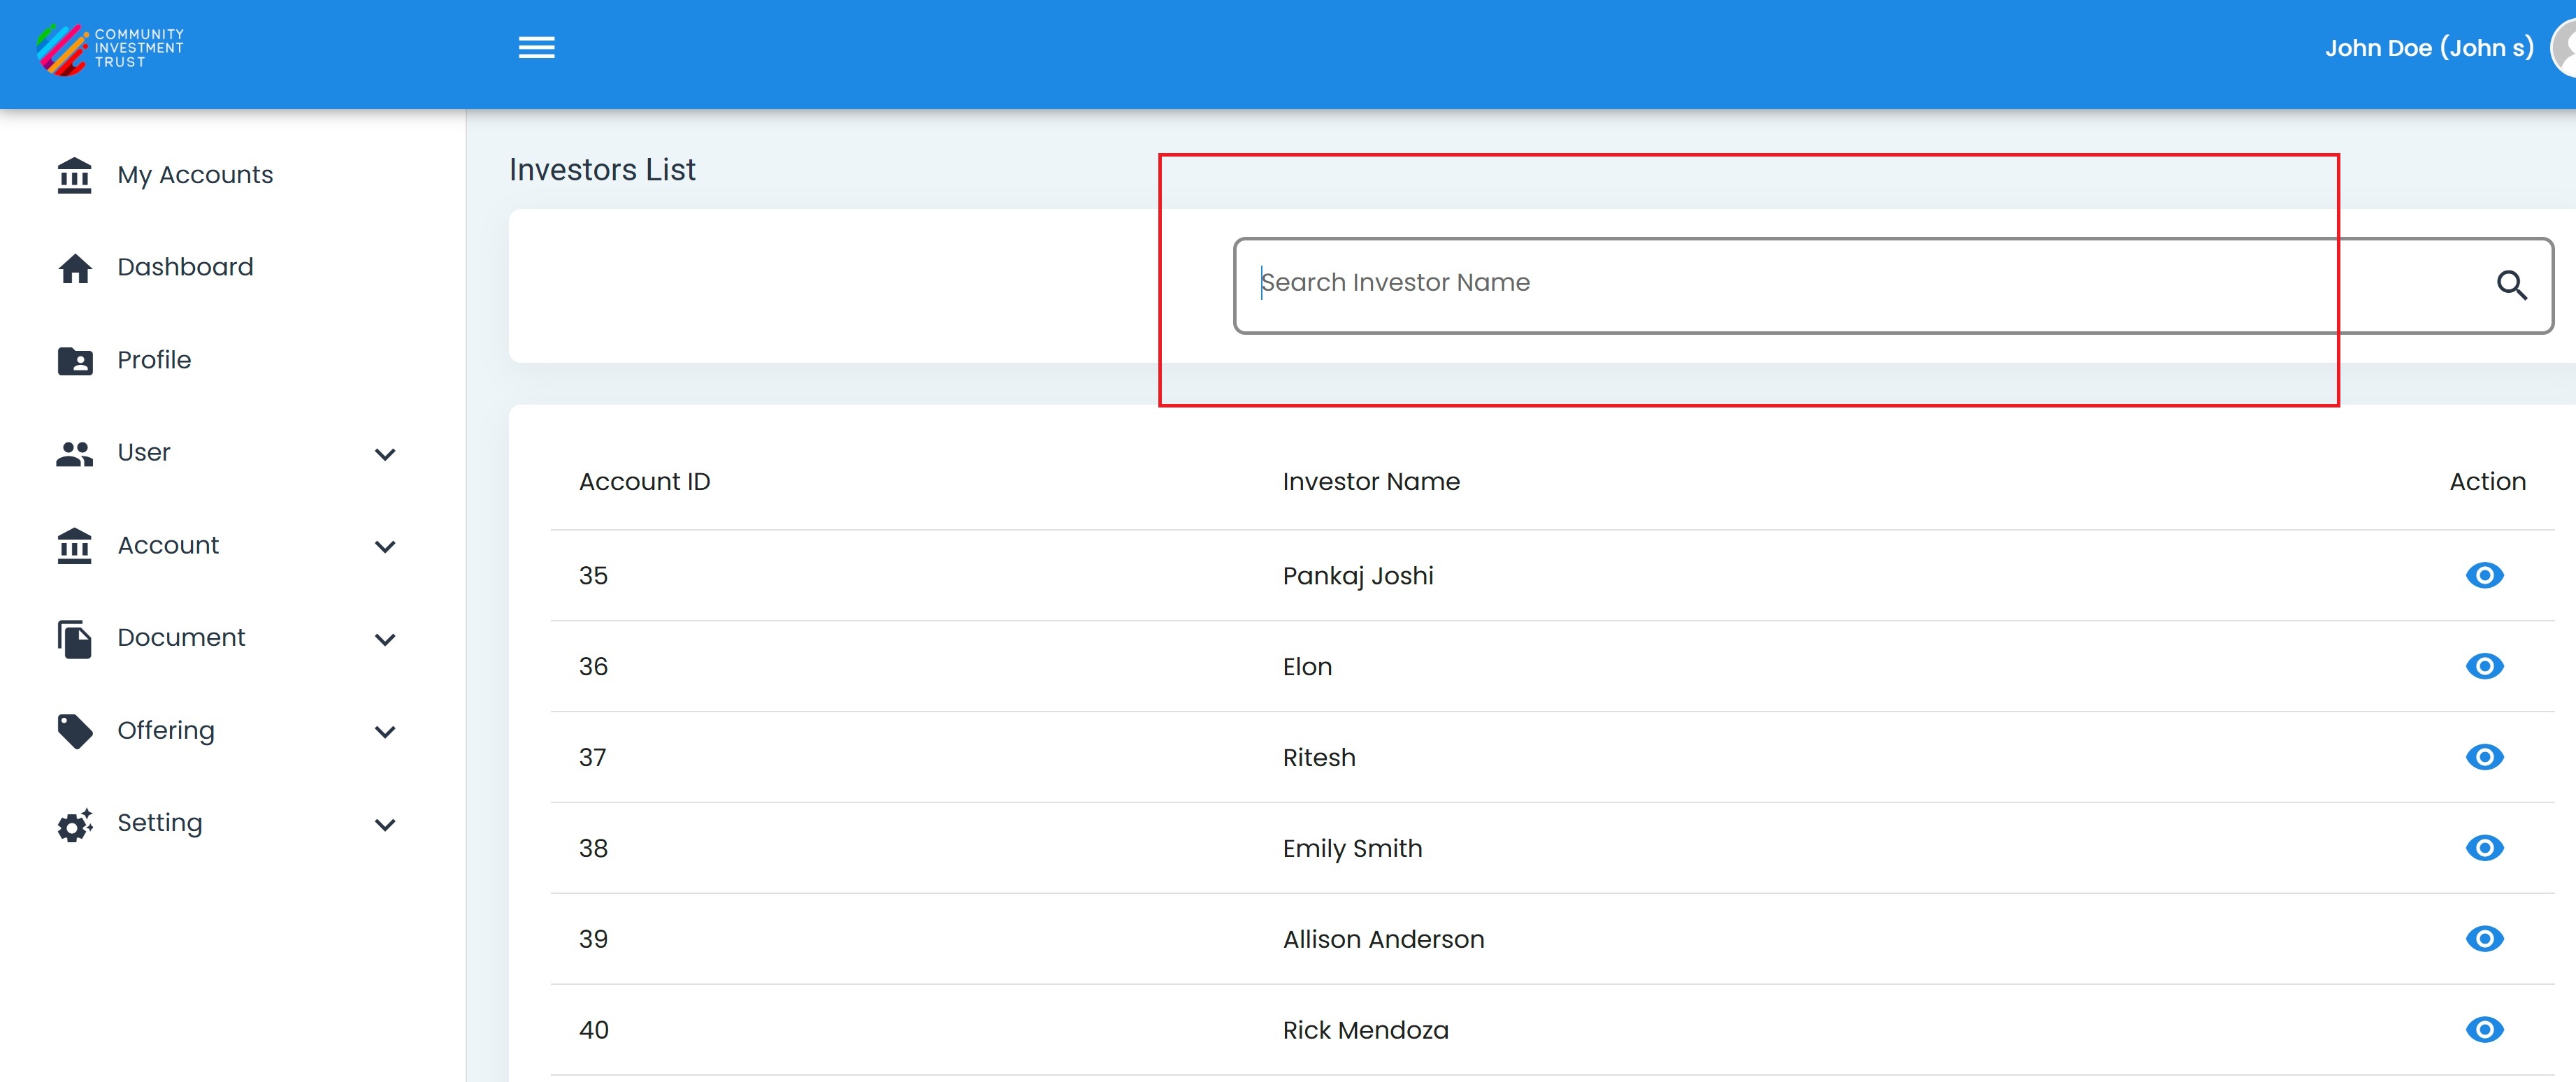 COMMUNITY
INVESTMENT
TRUST
John Doe (John s)
My Accounts
Dashboard
Profile
User
Account
Document
Offering
Setting
Investors List
Search Investor Name
Account ID Investor Name Action
35 Pankaj Joshi
36 Elon
37 Ritesh
38 Emily Smith
39 Allison Anderson
40 Rick Mendoza